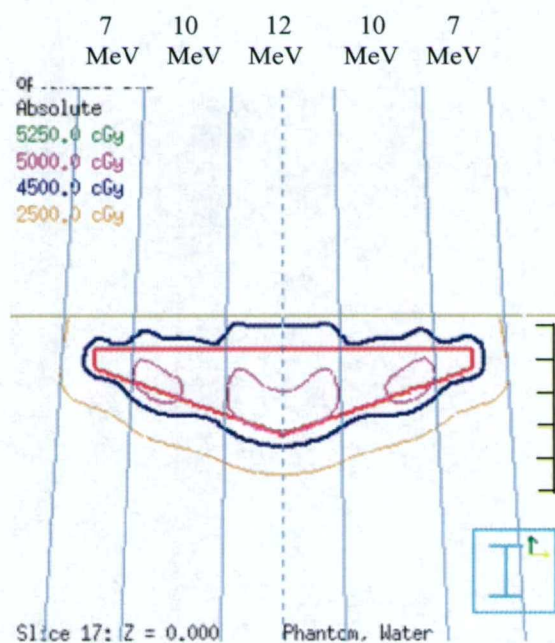 7 10 12 10 7
MeV MeV MeV MeV MeV
Absolute
5250.0 cGy
5000.0 cGy
4500.0 cGy
2500.0 cGy
Slice 17: Z = 0.000 Phantom, Water